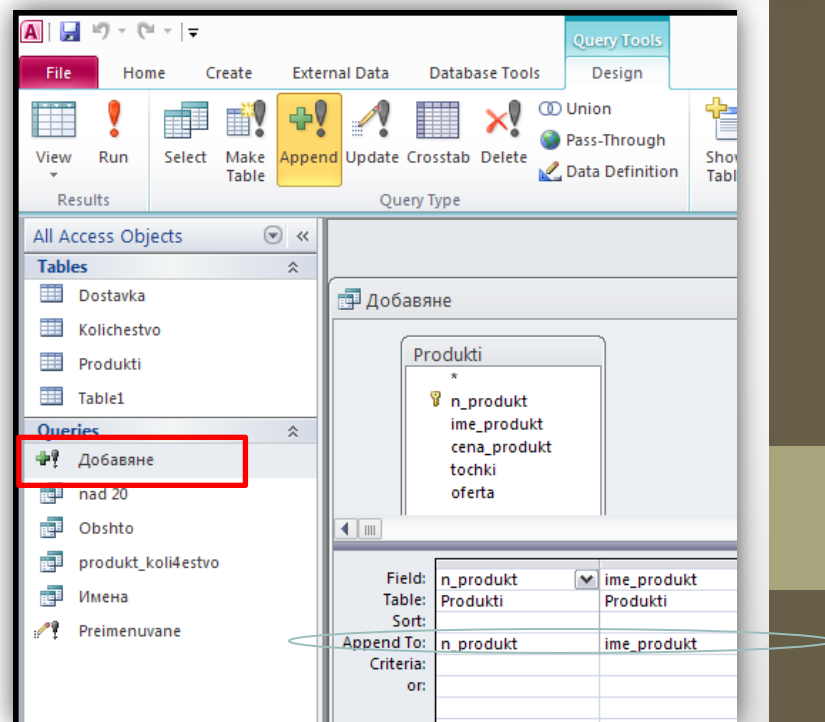 A
Query Tools
File Home Create External Data Database Tools Design
View Run Select Make Table Append Update Crosstab Delete
Union
Pass-Through
Data Definition
Results Query Type
All Access Objects
Tables
Dostavka
Kolichestvo
Produkti
Table1
Queries
Добавяне
nad 20
Obshto
produkt_koli4estvo
Имена
Preimenuvane
Добавяне
Produkti
*
n_produkt
ime_produkt
cena_produkt
tochki
oferta
Field: n_produkt ime_produkt
Table: Produkti Produkti
Sort:
Append To: n_produkt ime_produkt
Criteria:
or: